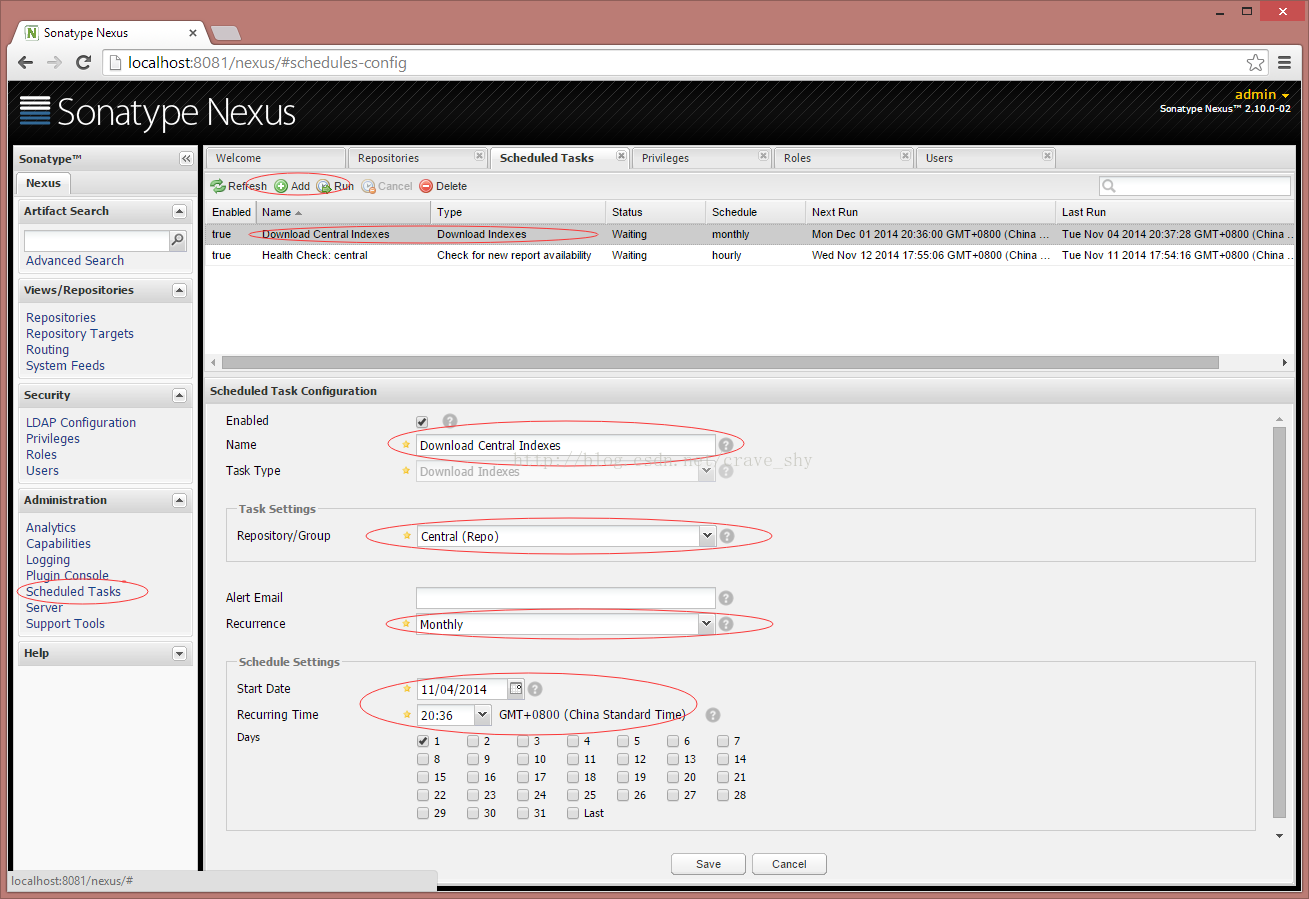 Sonatype Nexus
localhost:8081/nexus/#schedules-config
Sonatype Nexus
admin
Sonatype Nexus™ 2.10.0-02
Sonatype™
Nexus
Artifact Search
Advanced Search
Views/Repositories
Repositories
Repository Targets
Routing
System Feeds
Security
LDAP Configuration
Privileges
Roles
Users
Administration
Analytics
Capabilities
Logging
Plugin Console
Scheduled Tasks
Server
Support Tools
Help
Welcome Repositories Scheduled Tasks Privileges Roles Users
Refresh Add Run Cancel Delete
Enabled Name Type Status Schedule Next Run Last Run
true Download Central Indexes Download Indexes Waiting monthly Mon Dec 01 2014 20:36:00 GMT+0800 (China ... Tue Nov 04 2014 20:37:28 GMT+0800 (China ...
true Health Check: central Check for new report availability Waiting hourly Wed Nov 12 2014 17:55:06 GMT+0800 (China ... Tue Nov 11 2014 17:54:16 GMT+0800 (China ...
Scheduled Task Configuration
Enabled
Name Download Central Indexes
http://blog.csdn.net/crave_shy
Task Type Download Indexes
Task Settings
Repository/Group Central (Repo)
Alert Email
Recurrence Monthly
Schedule Settings
Start Date 11/04/2014
Recurring Time 20:36 GMT+0800 (China Standard Time)
Days 1 2 3 4 5 6 7
8 9 10 11 12 13 14
15 16 17 18 19 20 21
22 23 24 25 26 27 28
29 30 31 Last
Save Cancel
localhost:8081/nexus/#